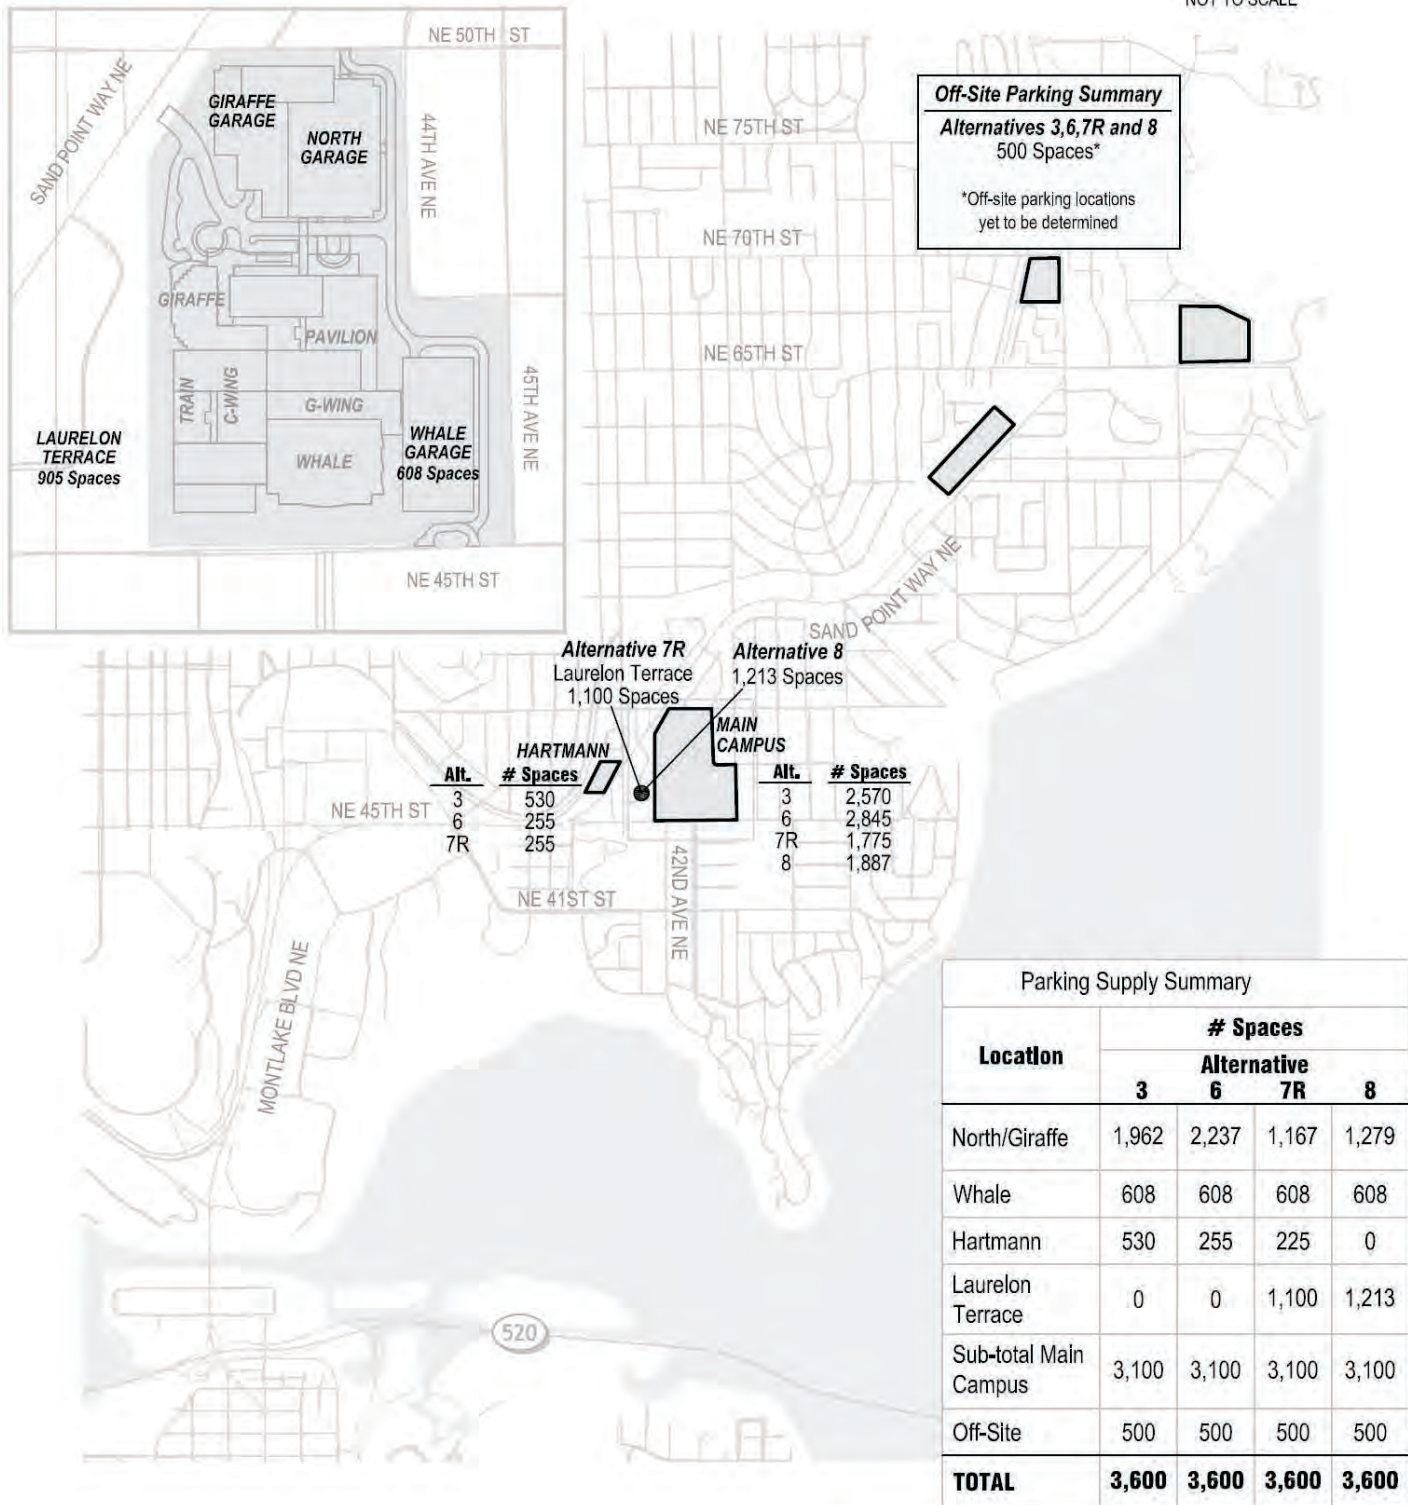 NOT TO SCALE
NE 50TH ST
SAND POINT WAY NE
GIRAFFE
GARAGE
NORTH
GARAGE
44TH AVE NE
GIRAFFE
PAVILION
TRAIN
C-WING
G-WING
WHALE
WHALE
GARAGE
608 Spaces
45TH AVE NE
LAURELON
TERRACE
905 Spaces
NE 45TH ST
NE 75TH ST
NE 70TH ST
NE 65TH ST
Off-Site Parking Summary
Alternatives 3,6,7R and 8
500 Spaces*
*Off-site parking locations
yet to be determined
SAND POINT WAY NE
Alternative 7R
Laurelon Terrace
1,100 Spaces
Alternative 8
1,213 Spaces
MAIN
CAMPUS
HARTMANN
Alt. # Spaces
3 530
6 255
7R 255
Alt. # Spaces
3 2,570
6 2,845
7R 1,775
8 1,887
NE 45TH ST
42ND AVE NE
NE 41ST ST
MONTLAKE BLVD NE
520
Parking Supply Summary
Location
# Spaces
Alternative
3 6 7R 8
North/Giraffe 1,962 2,237 1,167 1,279
Whale 608 608 608 608
Hartmann 530 255 225 0
Laurelon
Terrace 0 0 1,100 1,213
Sub-total Main
Campus 3,100 3,100 3,100 3,100
Off-Site 500 500 500 500
TOTAL 3,600 3,600 3,600 3,600